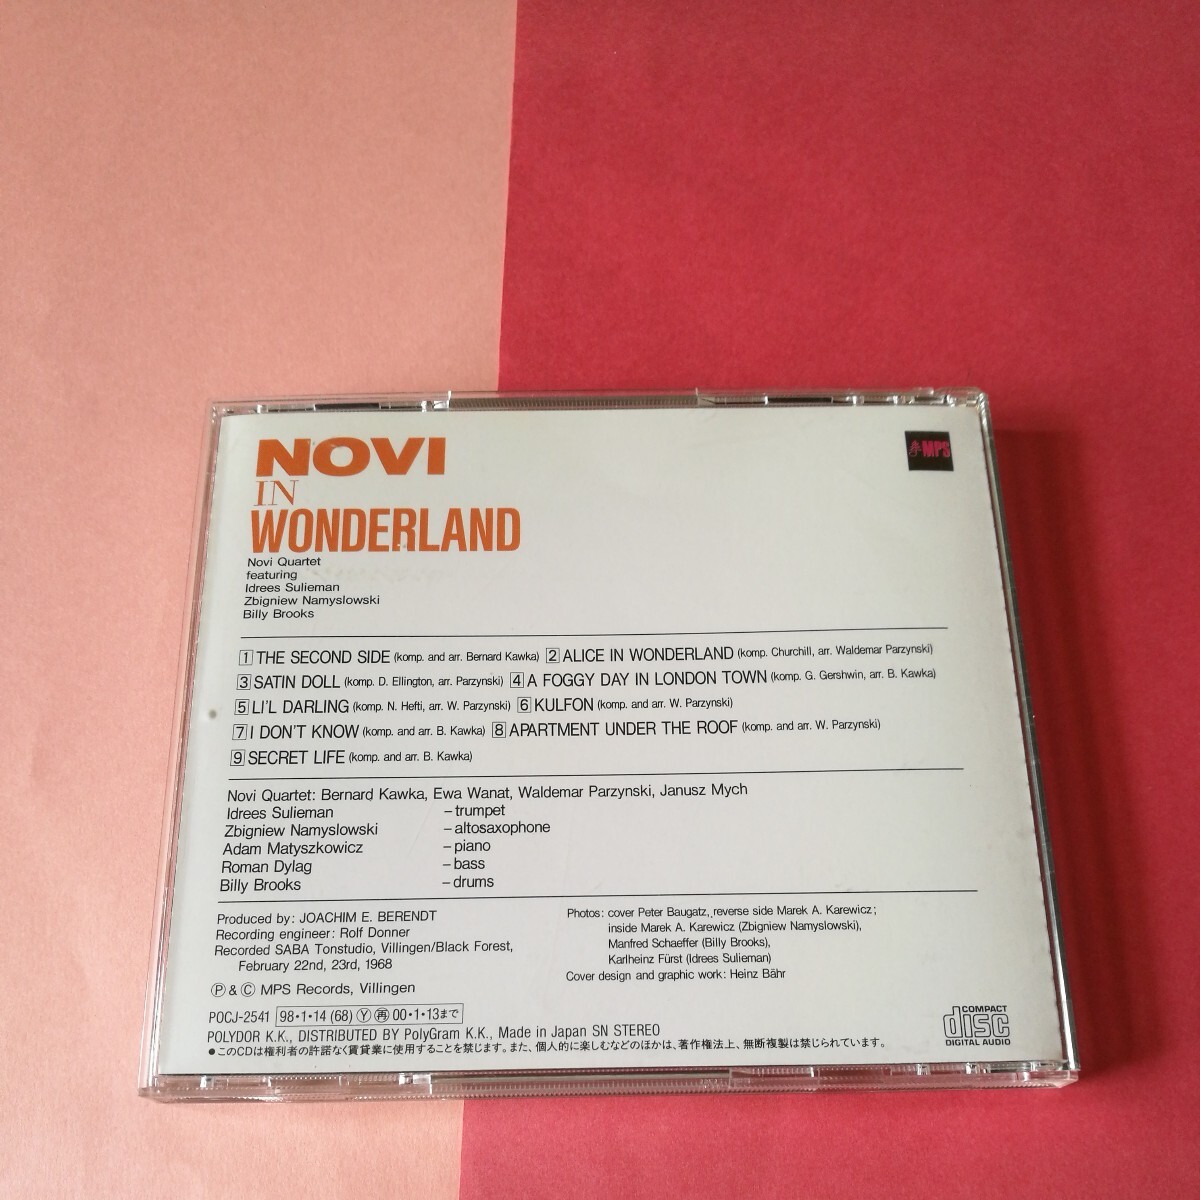 NOVI
IN
WONDERLAND
MPS
Novi Quartet
featuring
Idrees Sulieman
Zbigniew Namyslowski
Billy Brooks
1 THE SECOND SIDE (komp. and arr. Bernard Kawka) 2 ALICE IN WONDERLAND (komp. Churchill, arr. Waldemar Parzynski)
3 SATIN DOLL (komp. D. Ellington, arr. Parzynski) 4 A FOGGY DAY IN LONDON TOWN (komp. G. Gershwin, arr. B. Kawka)
5 LI'L DARLING (komp. N. Hefti, arr. W. Parzynski) 6 KULFON (komp. and arr. W. Parzynski)
7 I DON'T KNOW (komp. and arr. B. Kawka) 8 APARTMENT UNDER THE ROOF (komp. and arr. W. Parzynski)
9 SECRET LIFE (komp. and arr. B. Kawka)
Novi Quartet: Bernard Kawka, Ewa Wanat, Waldemar Parzynski, Janusz Mych
Idrees Sulieman –trumpet
Zbigniew Namyslowski –altosaxophone
Adam Matyszkowicz –piano
Roman Dylag –bass
Billy Brooks –drums
Produced by: JOACHIM E. BERENDT
Recording engineer: Rolf Donner
Recorded SABA Tonstudio, Villingen/Black Forest,
February 22nd, 23rd, 1968
Ⓟ & Ⓒ MPS Records, Villingen
Photos: cover Peter Baugatz, reverse side Marek A. Karewicz;
inside Marek A. Karewicz (Zbigniew Namyslowski),
Manfred Schaeffer (Billy Brooks),
Karlheinz Fürst (Idrees Sulieman)
Cover design and graphic work: Heinz Bähr
POCJ-2541 98・1・14 (68) Ⓨ 再 00・1・13まで
POLYDOR K.K., DISTRIBUTED BY PolyGram K.K., Made in Japan SN STEREO
●このCDは権利者の許諾なく賃貸業に使用することを禁じます。また、個人的に楽しむなどのほかは、著作権法上、無断複製は禁じられています。
COMPACT
disc
DIGITAL AUDIO